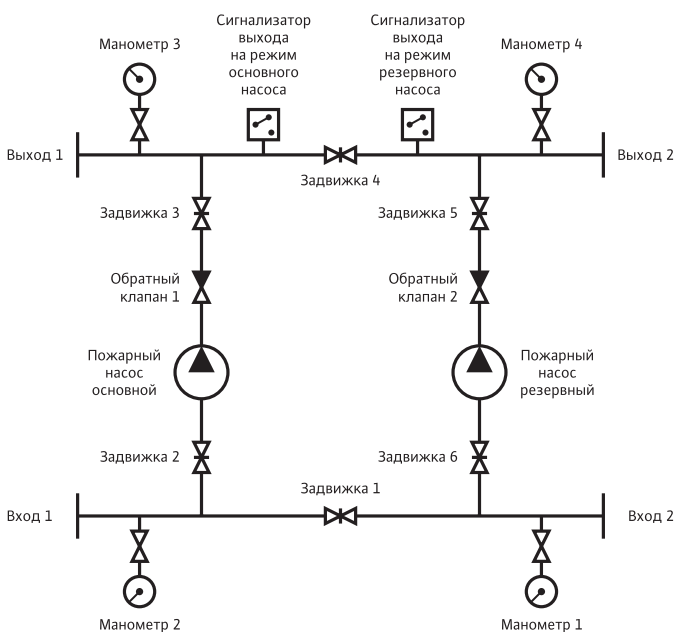 Сигнализатор
выхода
на режим
основного
насоса
Сигнализатор
выхода
на режим
резервного
насоса
Манометр 3
Манометр 4
Выход 1
Выход 2
Задвижка 4
Задвижка 3
Задвижка 5
Обратный
клапан 1
Обратный
клапан 2
Пожарный
насос
основной
Пожарный
насос
резервный
Задвижка 2
Задвижка 6
Задвижка 1
Вход 1
Вход 2
Манометр 2
Манометр 1